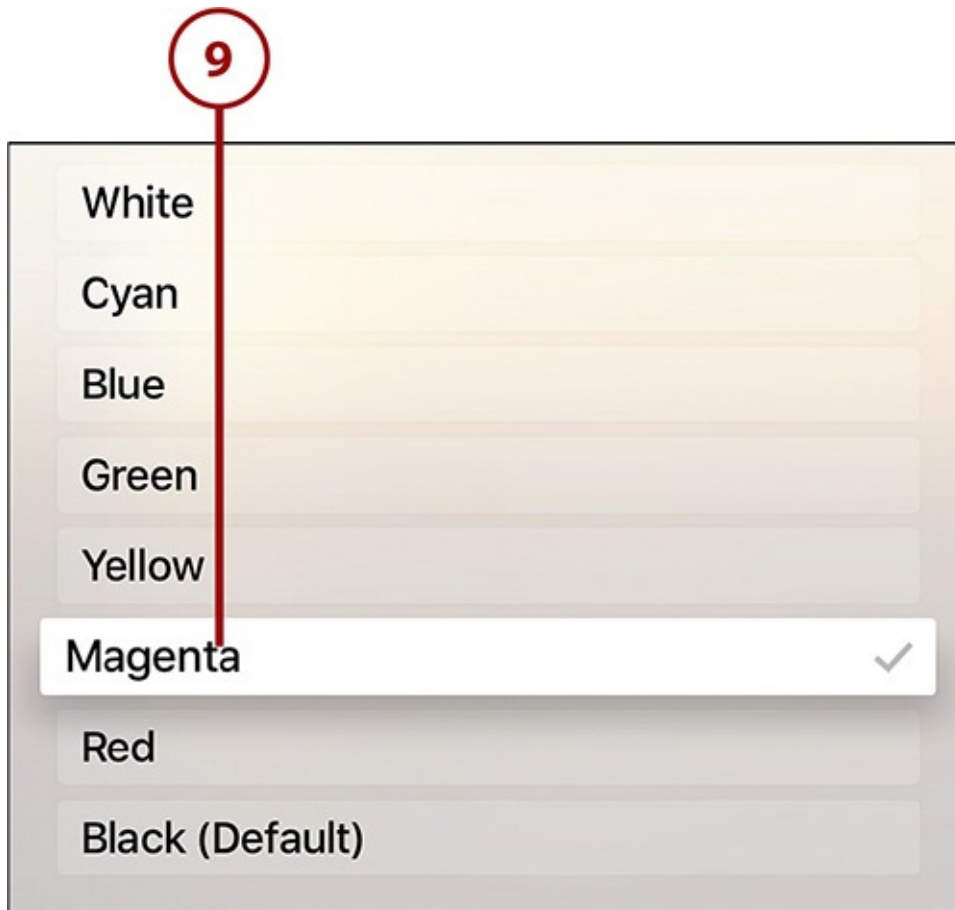 9
White
Cyan
Blue
Green
Yellow
Magenta
Red
Black (Default)